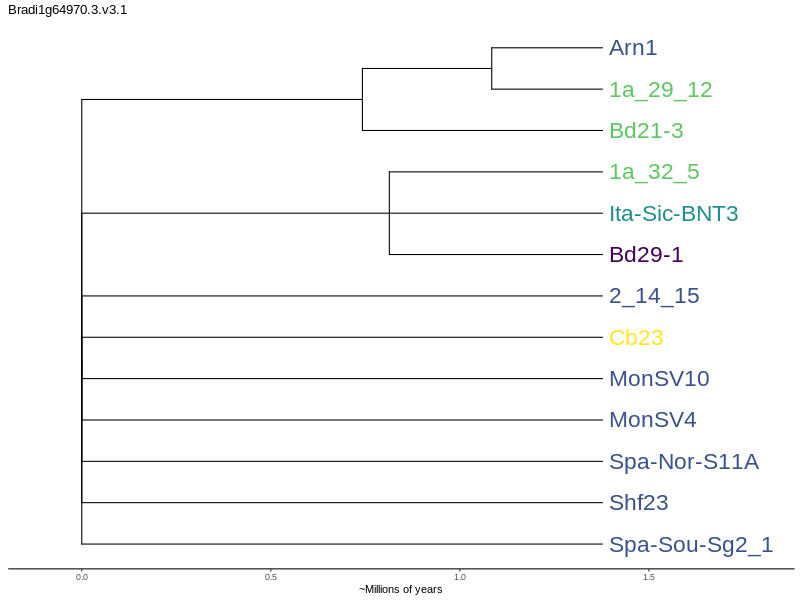 Bradi1g64970.3.v3.1
Arn1
1a_29_12
Bd21-3
1a_32_5
Ita-Sic-BNT3
Bd29-1
2_14_15
Cb23
MonSV10
MonSV4
Spa-Nor-S11A
Shf23
Spa-Sou-Sg2_1
0.0 0.5 1.0 1.5
~Millions of years